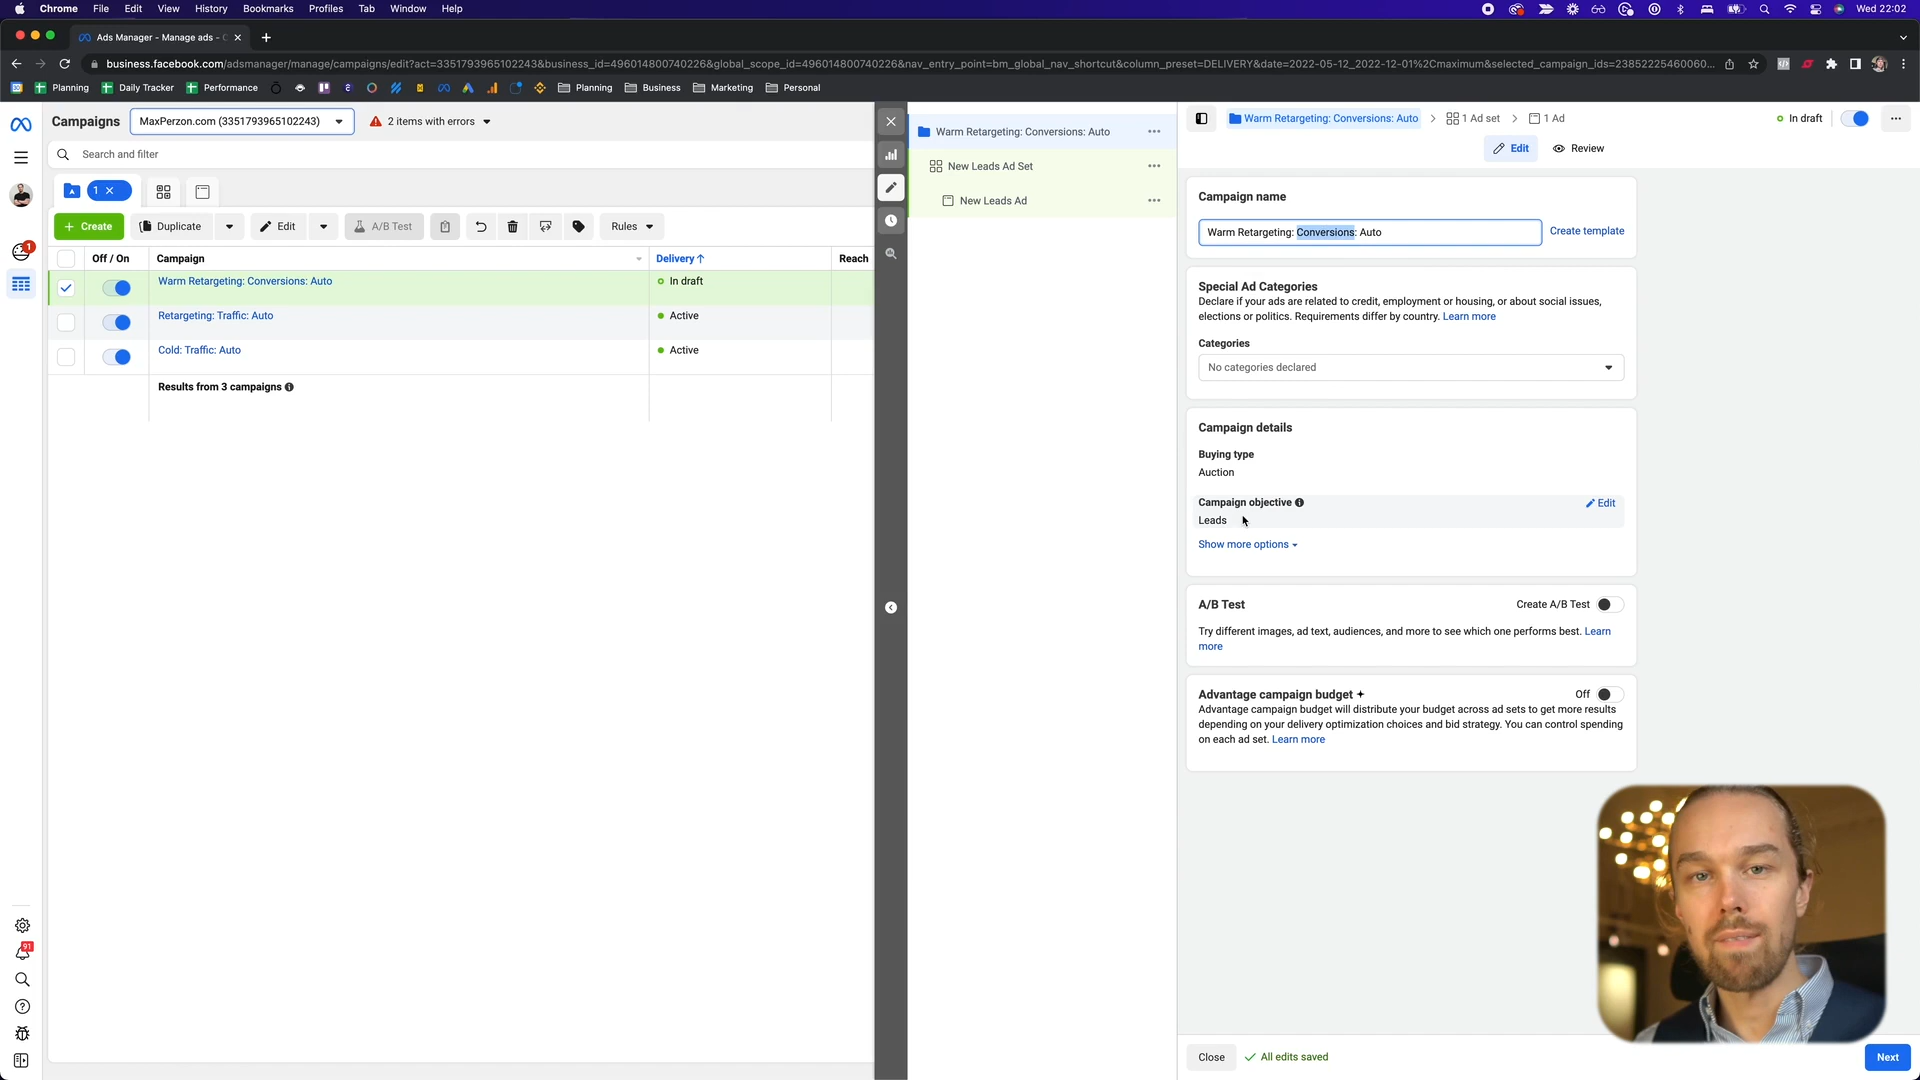 Chrome File Edit View History Bookmarks Profiles Tab Window Help Wed 22:02
Ads Manager - Manage ads -
business.facebook.com/adsmanager/manage/campaigns/edit?act=3351793965102243&business_id=496014800740226&global_scope_id=496014800740226&nav_entry_point=bm_global_nav_shortcut&column_preset=DELIVERY&date=2022-05-12_2022-12-01%2Cmaximum&selected_campaign_ids=23852225460060...
Planning Daily Tracker Performance Planning Business Marketing Personal
Campaigns MaxPerzon.com (3351793965102243) 2 items with errors
Search and filter
1
Create Duplicate Edit A/B Test Rules
Off / On Campaign Delivery Reach
Warm Retargeting: Conversions: Auto In draft
Retargeting: Traffic: Auto Active
Cold: Traffic: Auto Active
Results from 3 campaigns
1
91
Warm Retargeting: Conversions: Auto
New Leads Ad Set
New Leads Ad
Warm Retargeting: Conversions: Auto 1 Ad set 1 Ad In draft
Edit Review
Campaign name
Warm Retargeting: Conversions: Auto Create template
Special Ad Categories
Declare if your ads are related to credit, employment or housing, or about social issues,
elections or politics. Requirements differ by country. Learn more
Categories
No categories declared
Campaign details
Buying type
Auction
Campaign objective Edit
Leads
Show more options
A/B Test Create A/B Test
Try different images, ad text, audiences, and more to see which one performs best. Learn
more
Advantage campaign budget Off
Advantage campaign budget will distribute your budget across ad sets to get more results
depending on your delivery optimization choices and bid strategy. You can control spending
on each ad set. Learn more
Close All edits saved Next